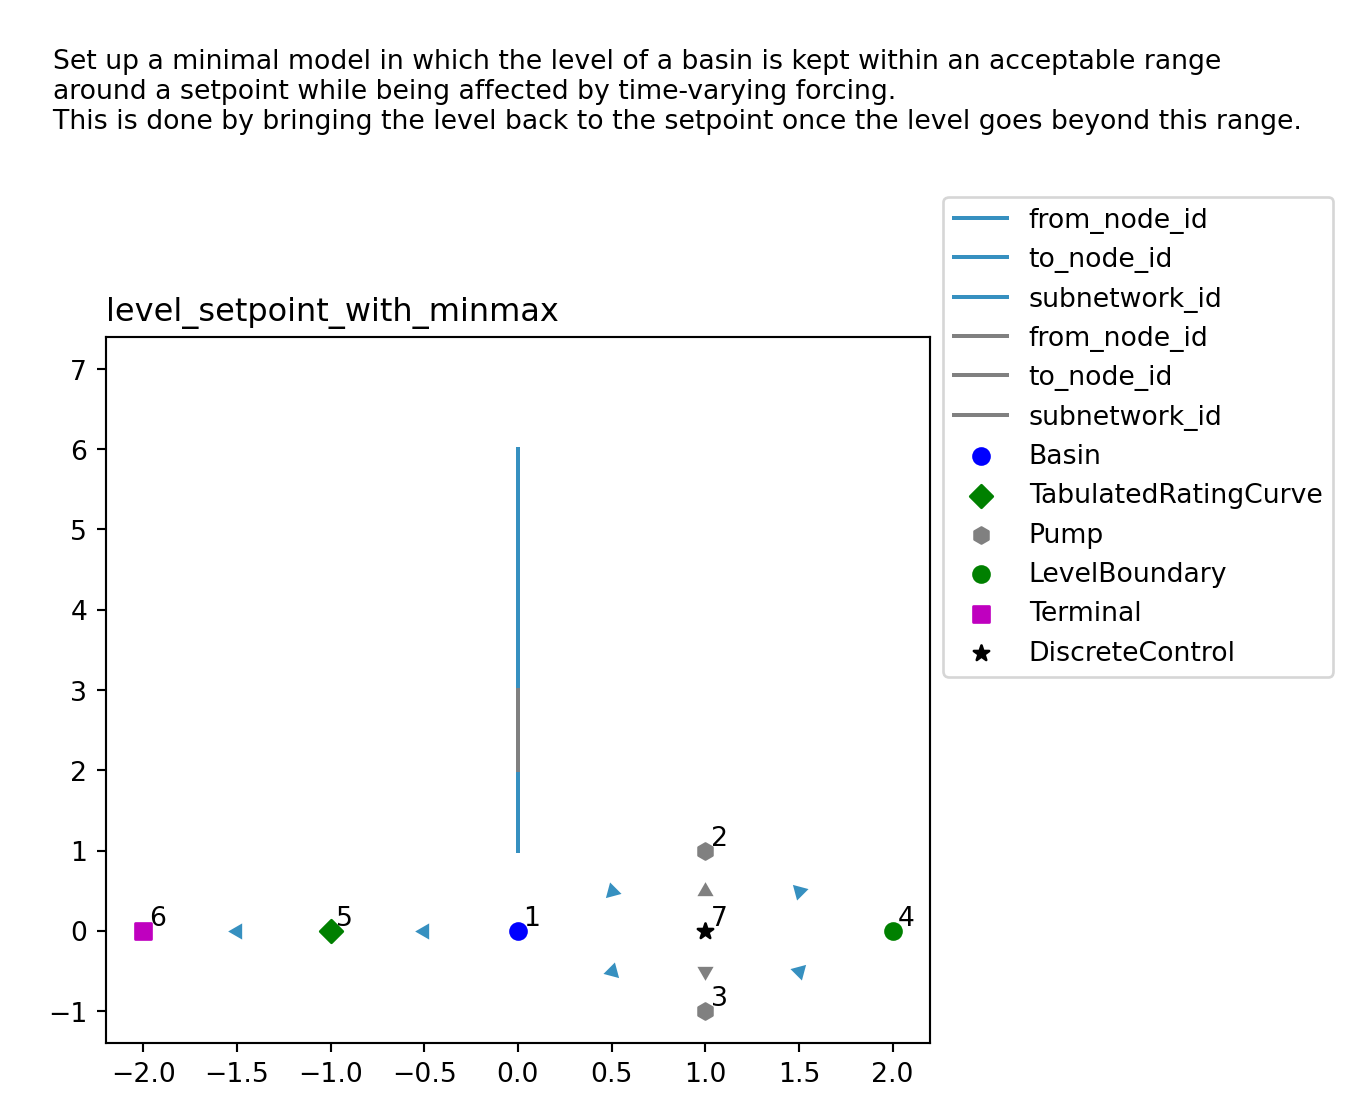 Set up a minimal model in which the level of a basin is kept within an acceptable range
around a setpoint while being affected by time-varying forcing.
This is done by bringing the level back to the setpoint once the level goes beyond this range.
level_setpoint_with_minmax
from_node_id
to_node_id
subnetwork_id
from_node_id
to_node_id
subnetwork_id
Basin
TabulatedRatingCurve
Pump
LevelBoundary
Terminal
DiscreteControl
7
6
5
4
3
2
1
0
−1
2
6
5
1
7
4
3
−2.0 −1.5 −1.0 −0.5 0.0 0.5 1.0 1.5 2.0